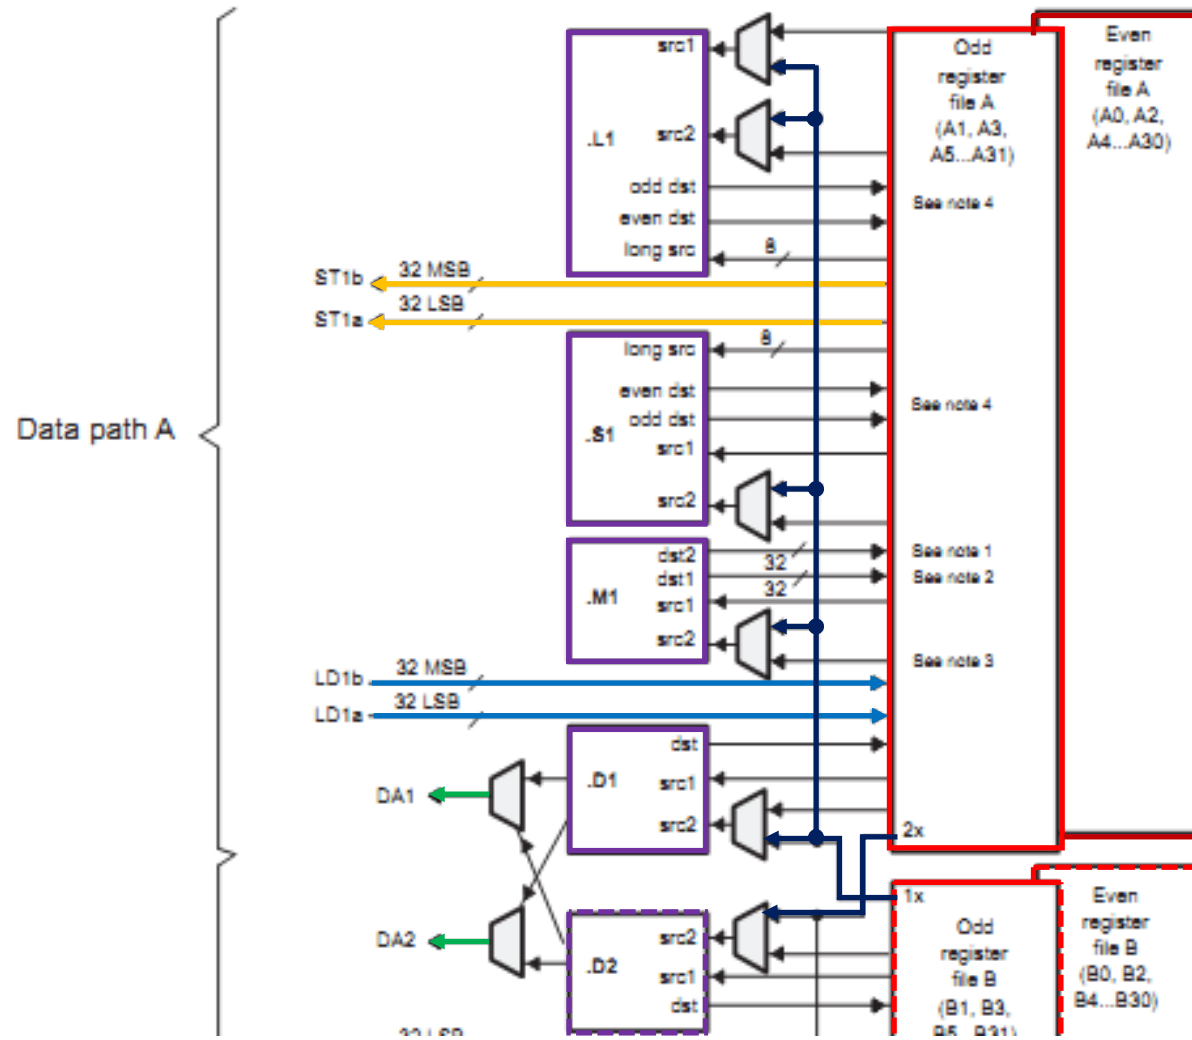 src1
Odd
register
file A
(A1, A3,
A5...A31)
Even
register
file A
(A0, A2,
A4...A30)
.L1
src2
odd dst
even dst
long src
8
See note 4
ST1b
32 MSB
ST1a
32 LSB
long src
8
even dst
odd dst
.S1
src1
src2
See note 4
Data path A
dst2
32
dst1
32
.M1
src1
src2
See note 1
See note 2
See note 3
LD1b
32 MSB
LD1a
32 LSB
dst
.D1
src1
src2
DA1
2x
1x
DA2
src2
.D2
src1
dst
Odd
register
file B
(B1, B3,
B5...B31)
Even
register
file B
(B0, B2,
B4...B30)
32 LSB